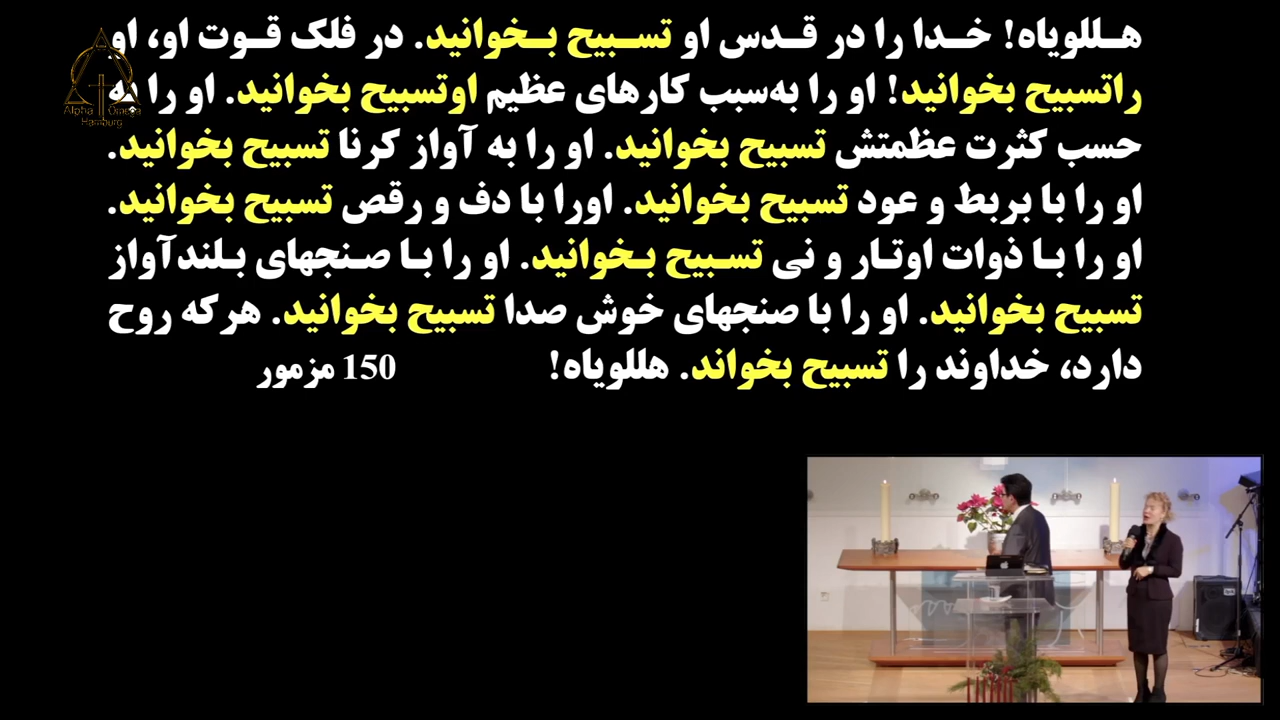 هللویاه! خدا را در قدس او تسبیح بخوانید. در فلک قوت او، او
راتسبیح بخوانید! او را به‌سبب کارهای عظیم اوتسبیح بخوانید. او را به
حسب کثرت عظمتش تسبیح بخوانید. او را به آواز کرنا تسبیح بخوانید.
او را با بربط و عود تسبیح بخوانید. اورا با دف و رقص تسبیح بخوانید.
او را با ذوات اوتار و نی تسبیح بخوانید. او را با صنجهای بلندآواز
تسبیح بخوانید. او را با صنجهای خوش صدا تسبیح بخوانید. هرکه روح
دارد، خداوند را تسبیح بخواند. هللویاه! 150 مزمور
Alpha Omega
Hamburg